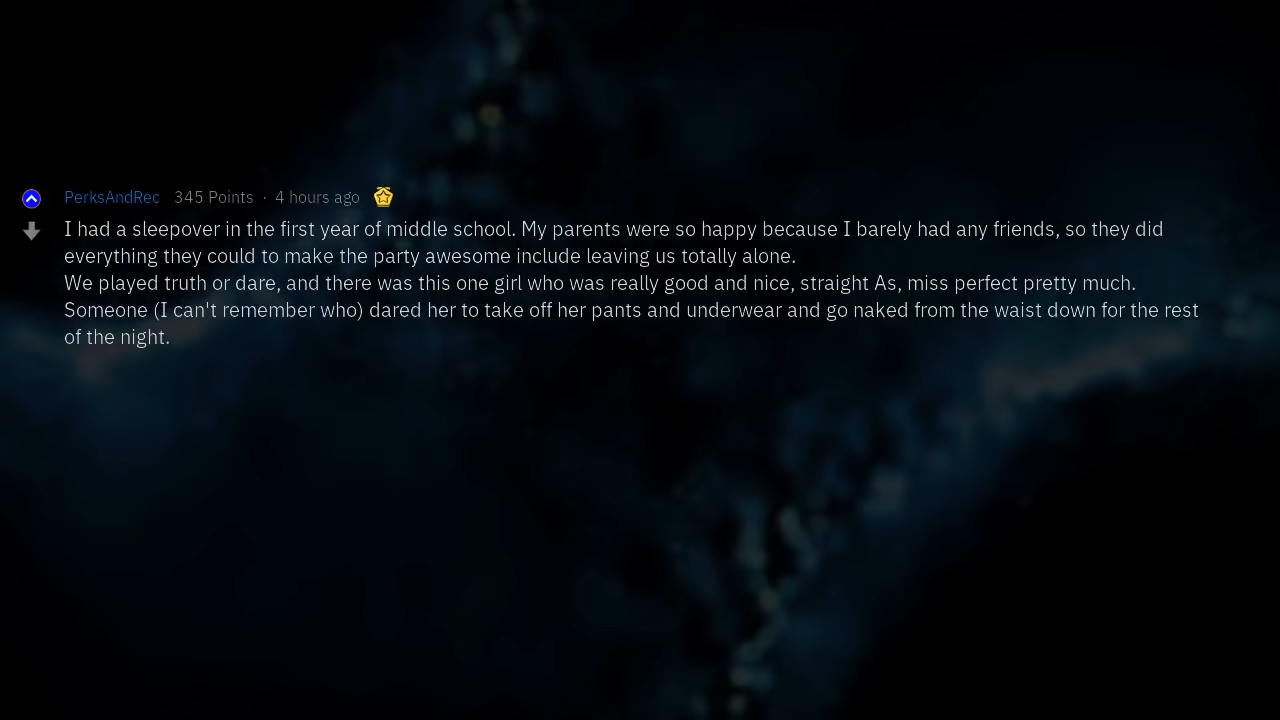 PerksAndRec 345 Points · 4 hours ago
I had a sleepover in the first year of middle school. My parents were so happy because I barely had any friends, so they did
everything they could to make the party awesome include leaving us totally alone.
We played truth or dare, and there was this one girl who was really good and nice, straight As, miss perfect pretty much.
Someone (I can't remember who) dared her to take off her pants and underwear and go naked from the waist down for the rest
of the night.